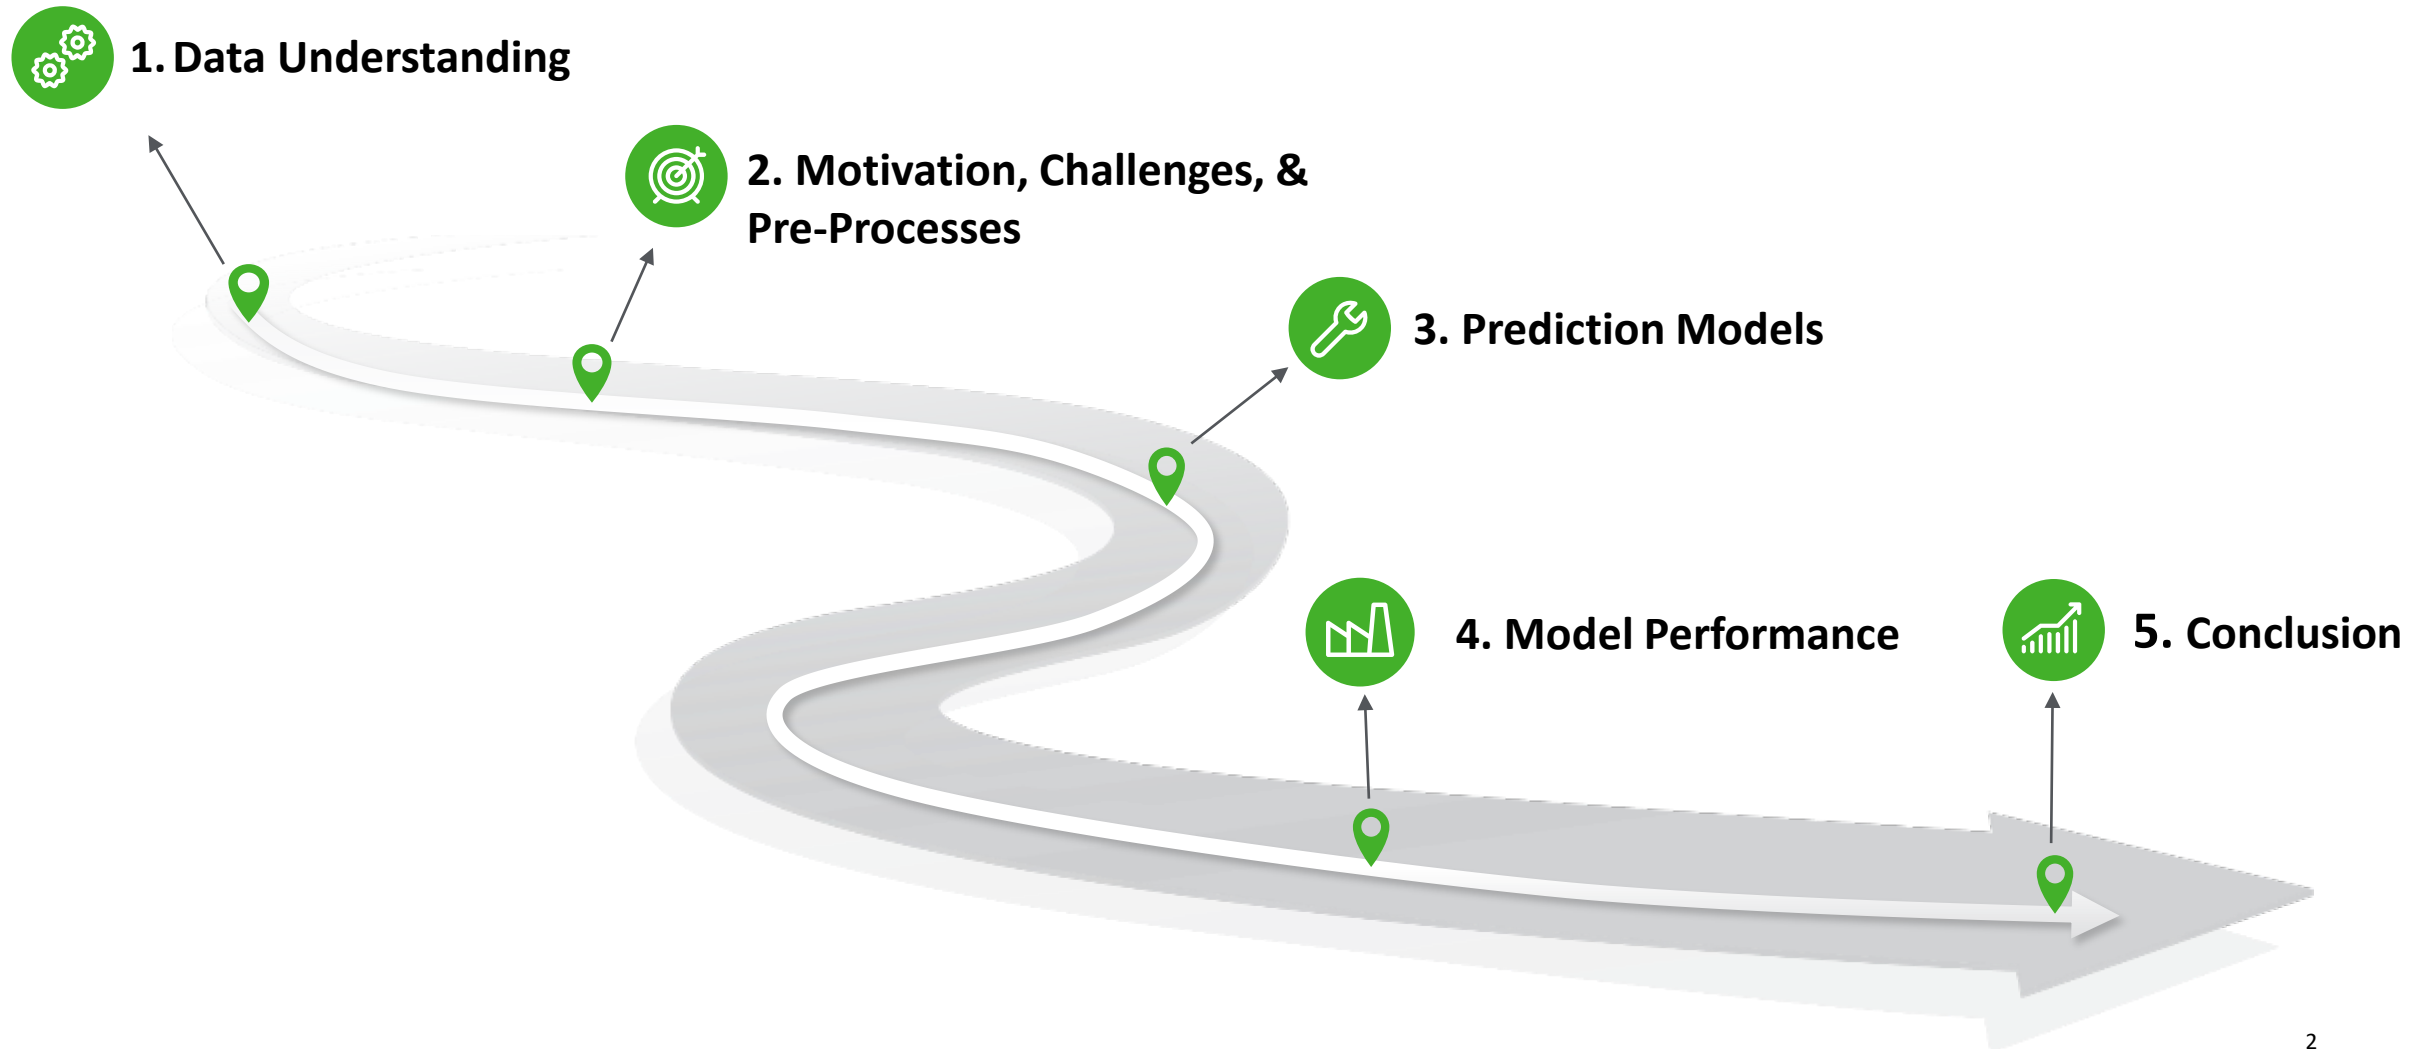 1. Data Understanding
2. Motivation, Challenges, &
Pre-Processes
3. Prediction Models
4. Model Performance
5. Conclusion
2